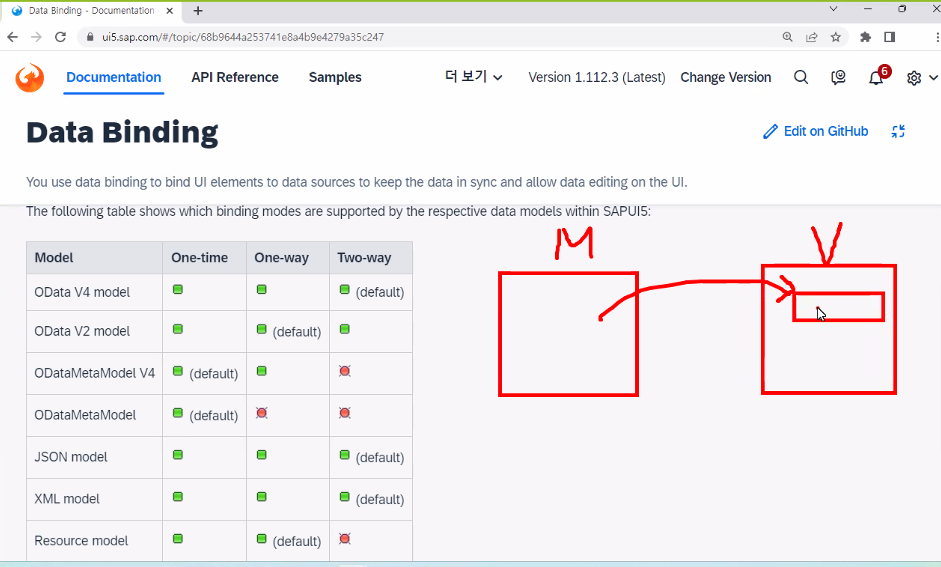 Data Binding - Documentation
ui5.sap.com/#/topic/68b9644a253741e8a4b9e4279a35c247
Documentation API Reference Samples 더 보기 Version 1.112.3 (Latest) Change Version 6
Data Binding
Edit on GitHub
You use data binding to bind UI elements to data sources to keep the data in sync and allow data editing on the UI.
The following table shows which binding modes are supported by the respective data models within SAPUI5:
M V
Model One-time One-way Two-way
OData V4 model (default)
OData V2 model (default)
ODataMetaModel V4 (default)
ODataMetaModel (default)
JSON model (default)
XML model (default)
Resource model (default)